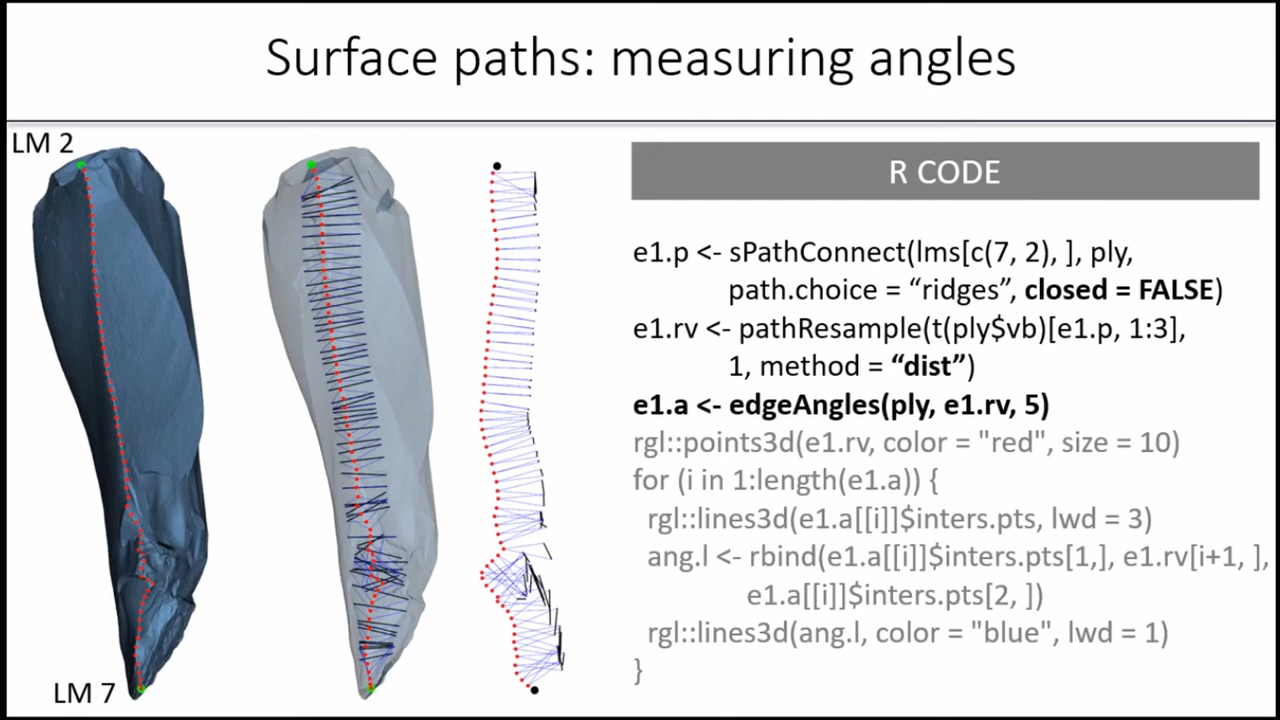 Surface paths: measuring angles
LM 2
LM 7
R CODE
e1.p <- sPathConnect(lms[c(7, 2), ], ply,
path.choice = “ridges”, closed = FALSE)
e1.rv <- pathResample(t(ply$vb)[e1.p, 1:3],
1, method = “dist”)
e1.a <- edgeAngles(ply, e1.rv, 5)
rgl::points3d(e1.rv, color = "red", size = 10)
for (i in 1:length(e1.a)) {
rgl::lines3d(e1.a[[i]]$inters.pts, lwd = 3)
ang.l <- rbind(e1.a[[i]]$inters.pts[1,], e1.rv[i+1, ],
e1.a[[i]]$inters.pts[2, ])
rgl::lines3d(ang.l, color = "blue", lwd = 1)
}